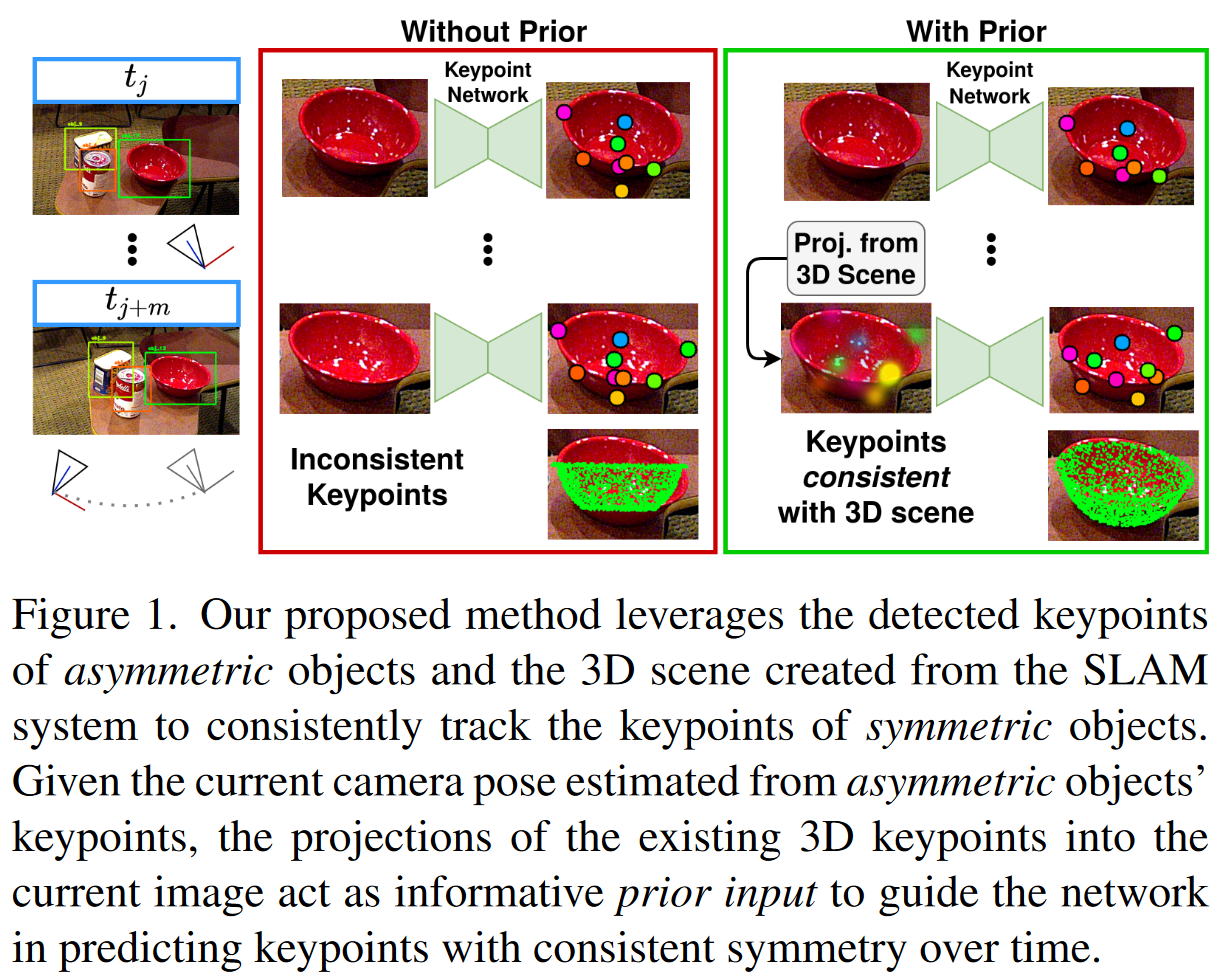 Without Prior
With Prior
t_j
Keypoint
Network
Keypoint
Network
Proj. from
3D Scene
t_{j+m}
Inconsistent
Keypoints
Keypoints
consistent
with 3D scene
Figure 1. Our proposed method leverages the detected keypoints
of asymmetric objects and the 3D scene created from the SLAM
system to consistently track the keypoints of symmetric objects.
Given the current camera pose estimated from asymmetric objects’
keypoints, the projections of the existing 3D keypoints into the
current image act as informative prior input to guide the network
in predicting keypoints with consistent symmetry over time.